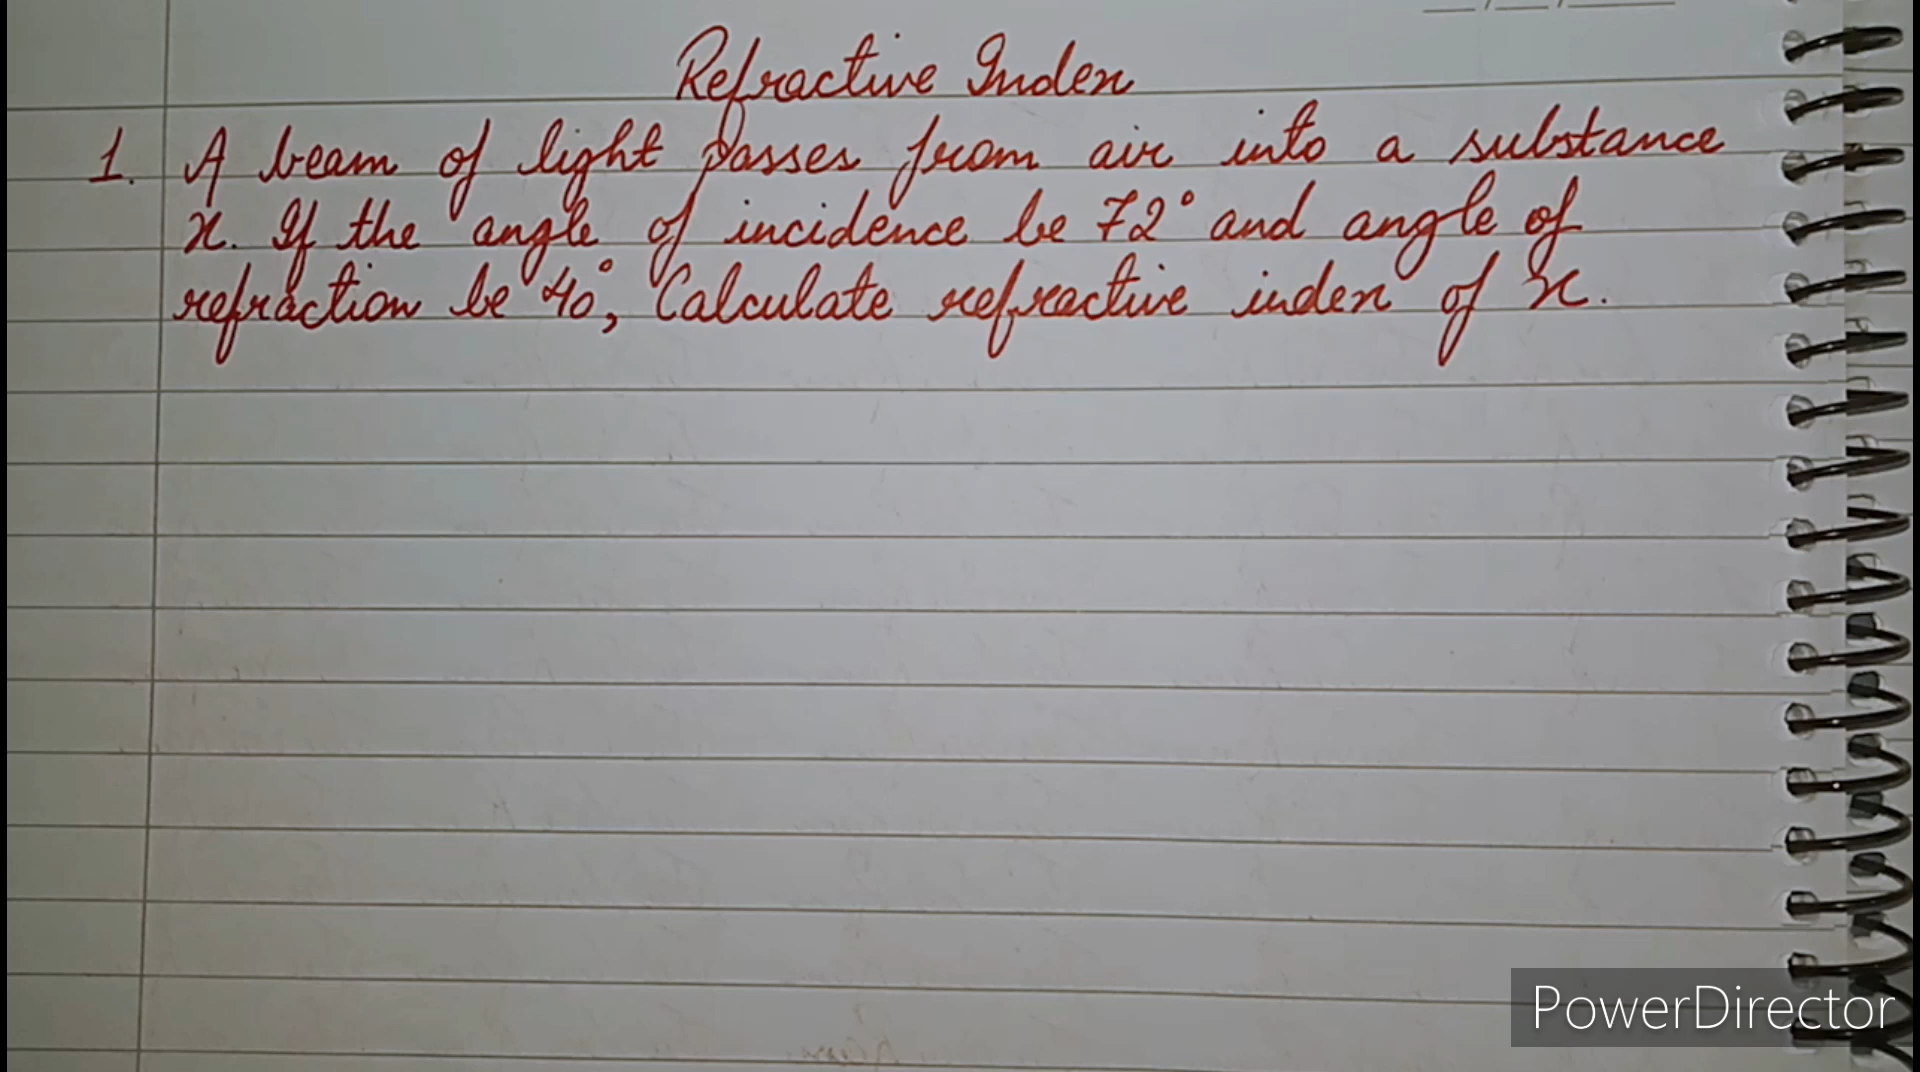 Refractive Index
1. A beam of light passes from air into a substance
x. If the angle of incidence be 72° and angle of
refraction be 40°, Calculate refractive index of x.
PowerDirector